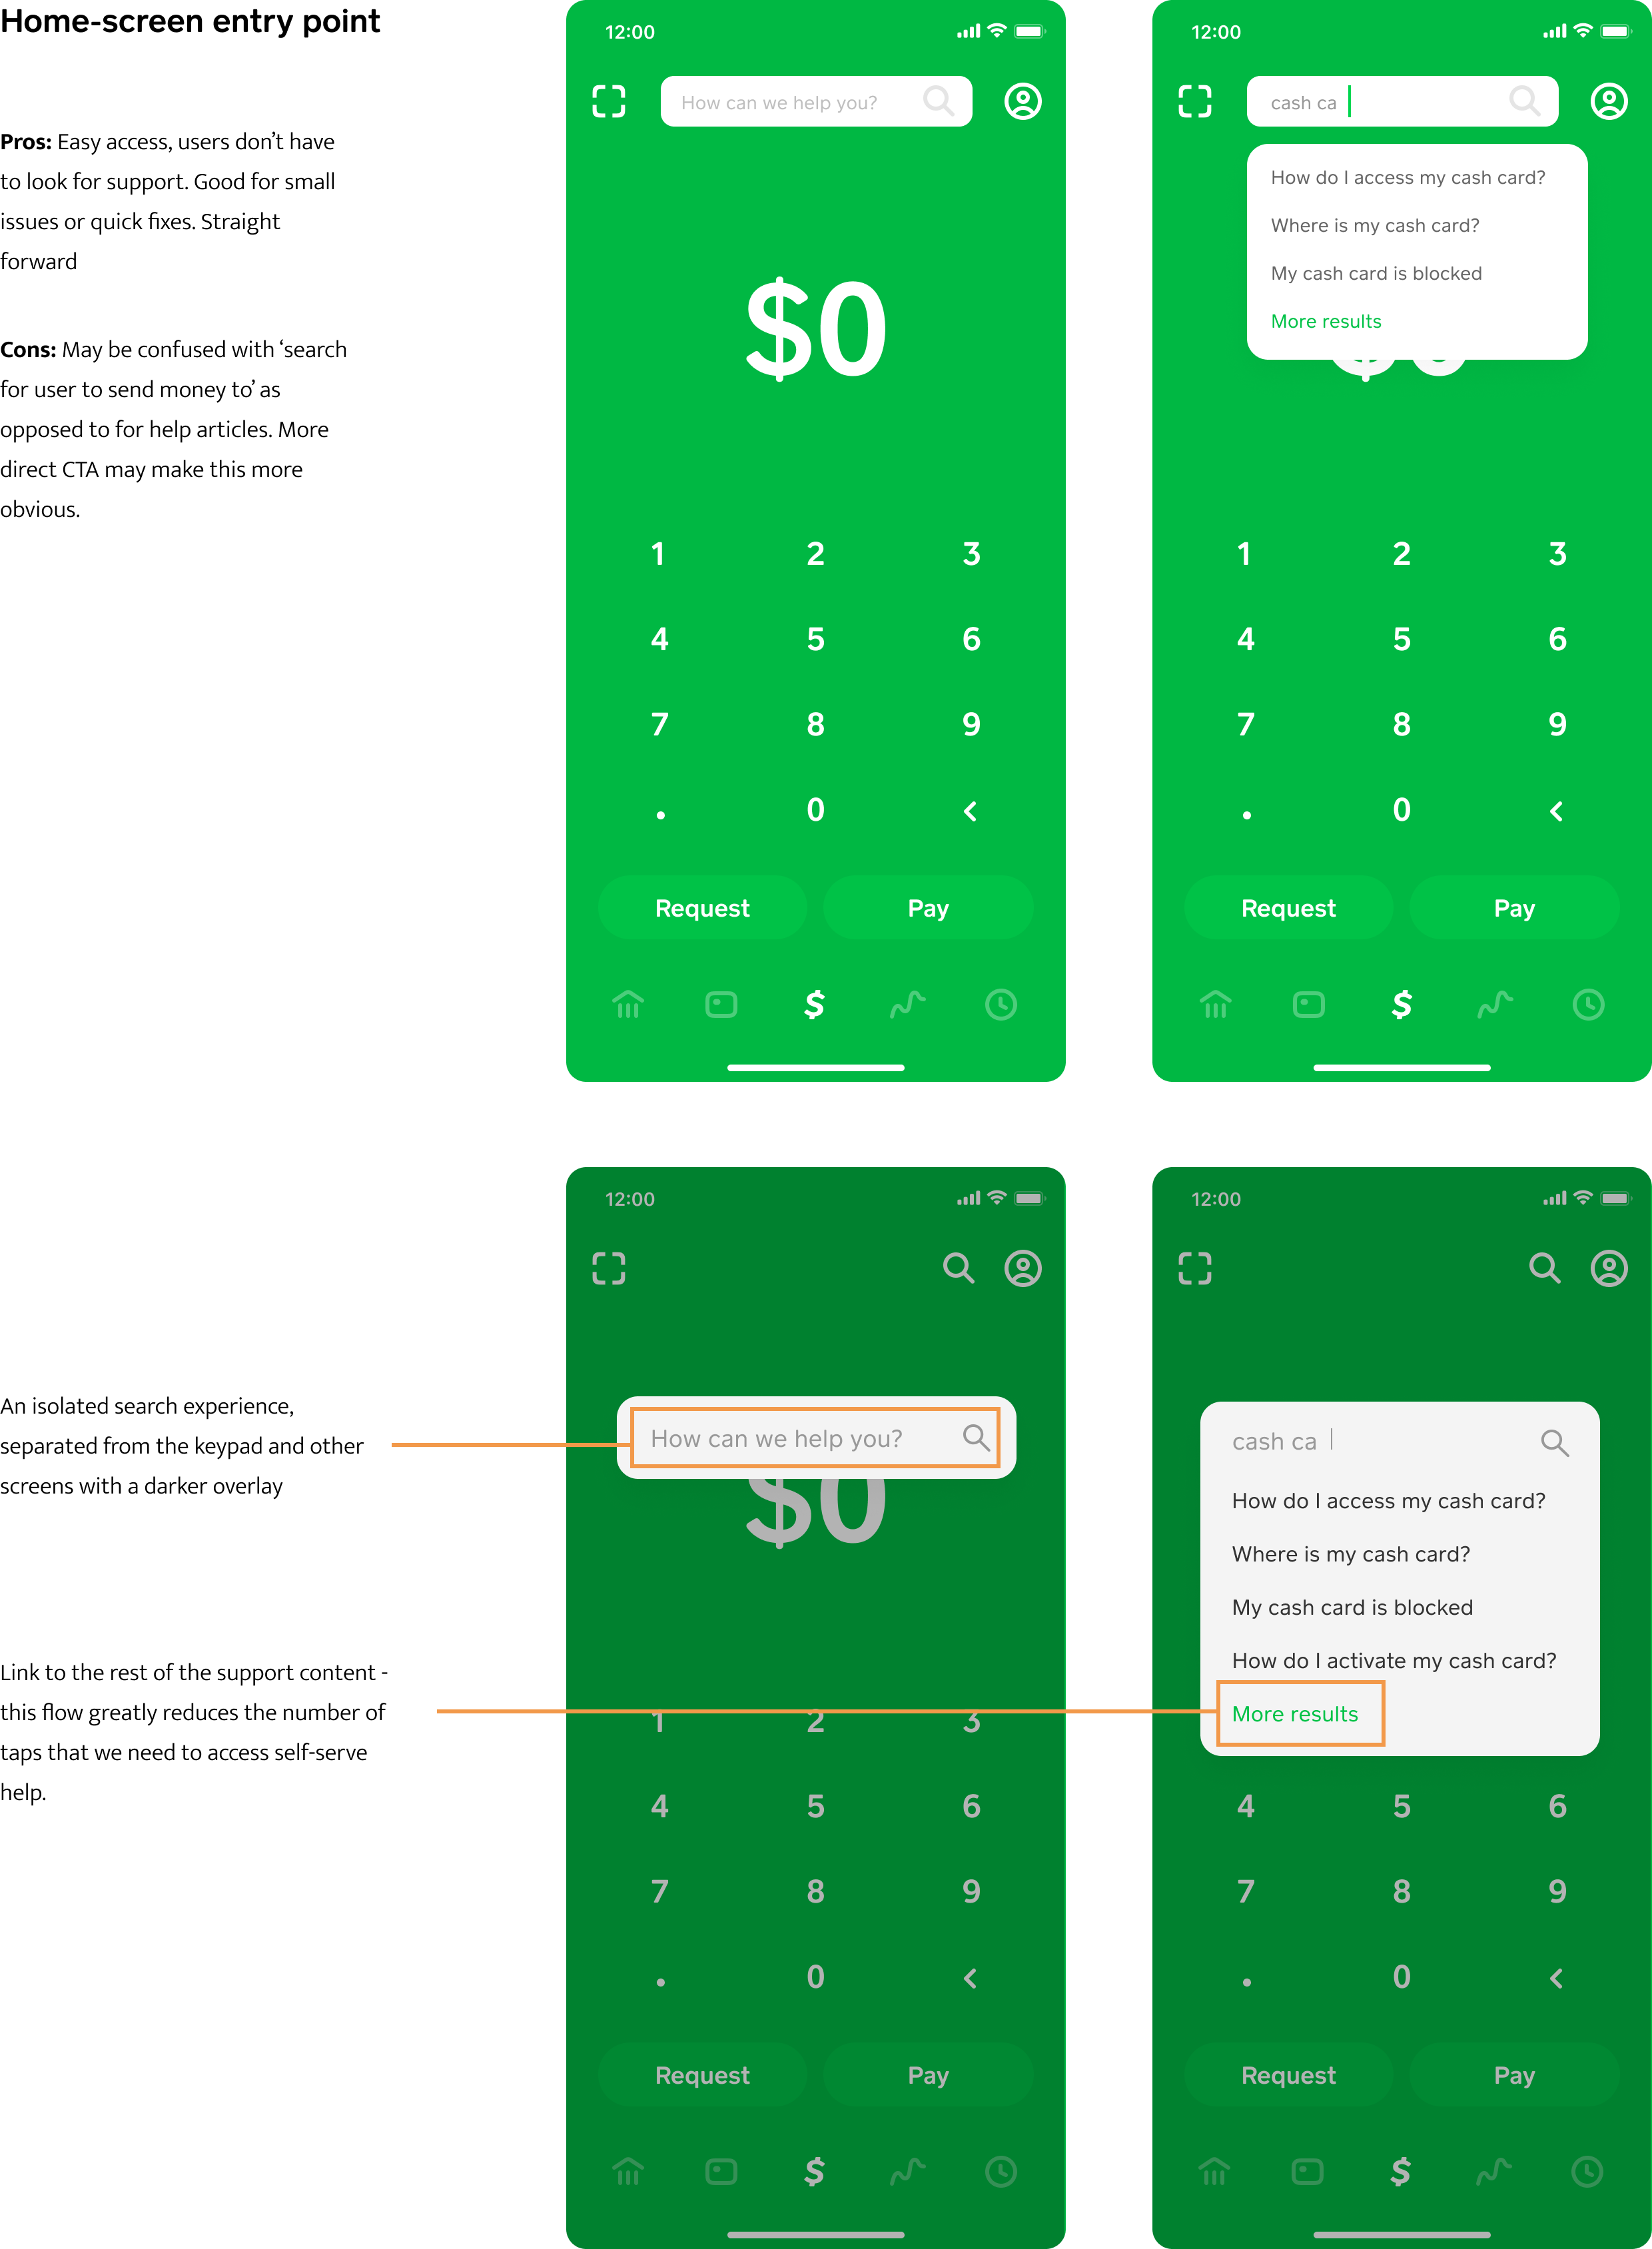 Home-screen entry point
Pros: Easy access, users don’t have
to look for support. Good for small
issues or quick fixes. Straight
forward
Cons: May be confused with ‘search
for user to send money to’ as
opposed to for help articles. More
direct CTA may make this more
obvious.
12:00
How can we help you?
$0
1 2 3
4 5 6
7 8 9
. 0 <
Request Pay
$
12:00
cash ca
How do I access my cash card?
Where is my cash card?
My cash card is blocked
More results
$0
1 2 3
4 5 6
7 8 9
. 0 <
Request Pay
$
An isolated search experience,
separated from the keypad and other
screens with a darker overlay
Link to the rest of the support content -
this flow greatly reduces the number of
taps that we need to access self-serve
help.
12:00
How can we help you?
$0
1 2 3
4 5 6
7 8 9
. 0 <
Request Pay
$
12:00
cash ca
How do I access my cash card?
Where is my cash card?
My cash card is blocked
How do I activate my cash card?
More results
4 5 6
7 8 9
. 0 <
Request Pay
$